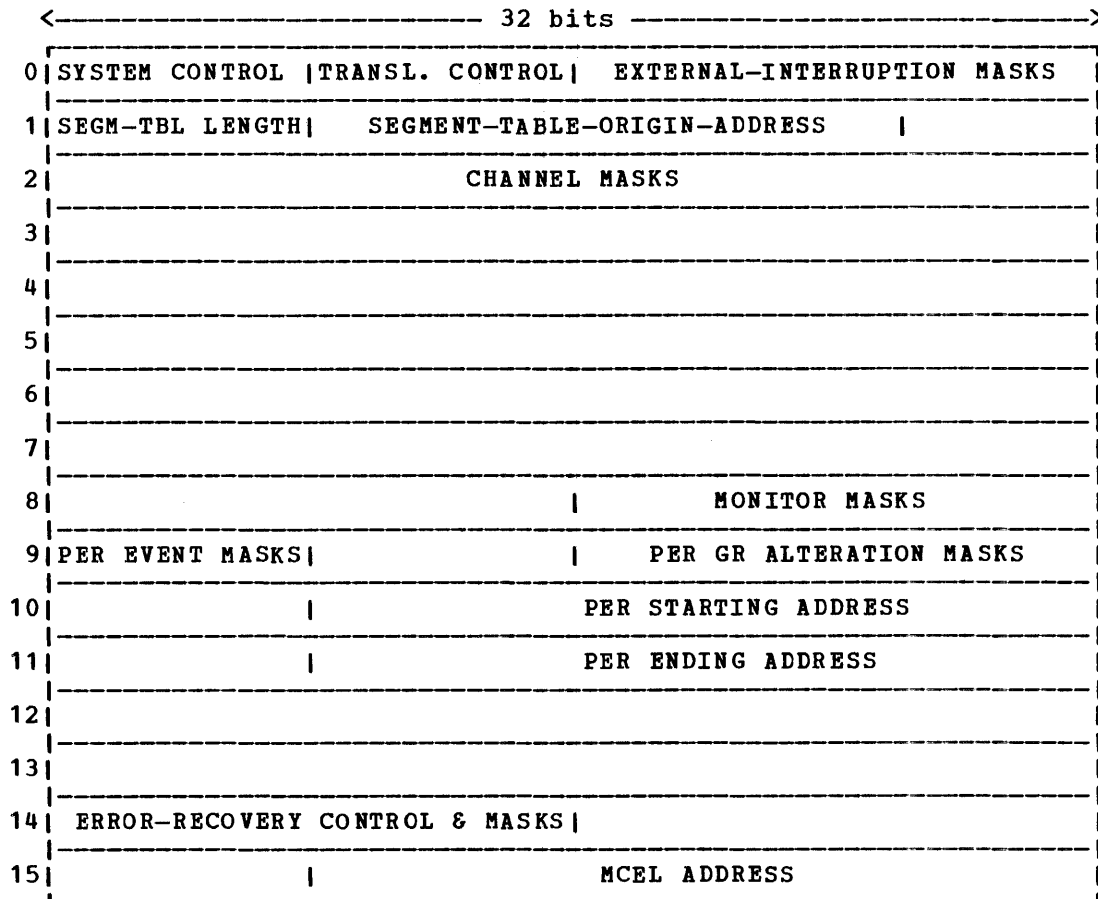 32 bits
0 SYSTEM CONTROL TRANSL. CONTROL EXTERNAL-INTERRUPTION MASKS
1 SEGM-TBL LENGTH SEGMENT-TABLE-ORIGIN-ADDRESS
2 CHANNEL MASKS
3
4
5
6
7
8 MONITOR MASKS
9 PER EVENT MASKS PER GR ALTERATION MASKS
10 PER STARTING ADDRESS
11 PER ENDING ADDRESS
12
13
14 ERROR-RECOVERY CONTROL & MASKS
15 MCEL ADDRESS